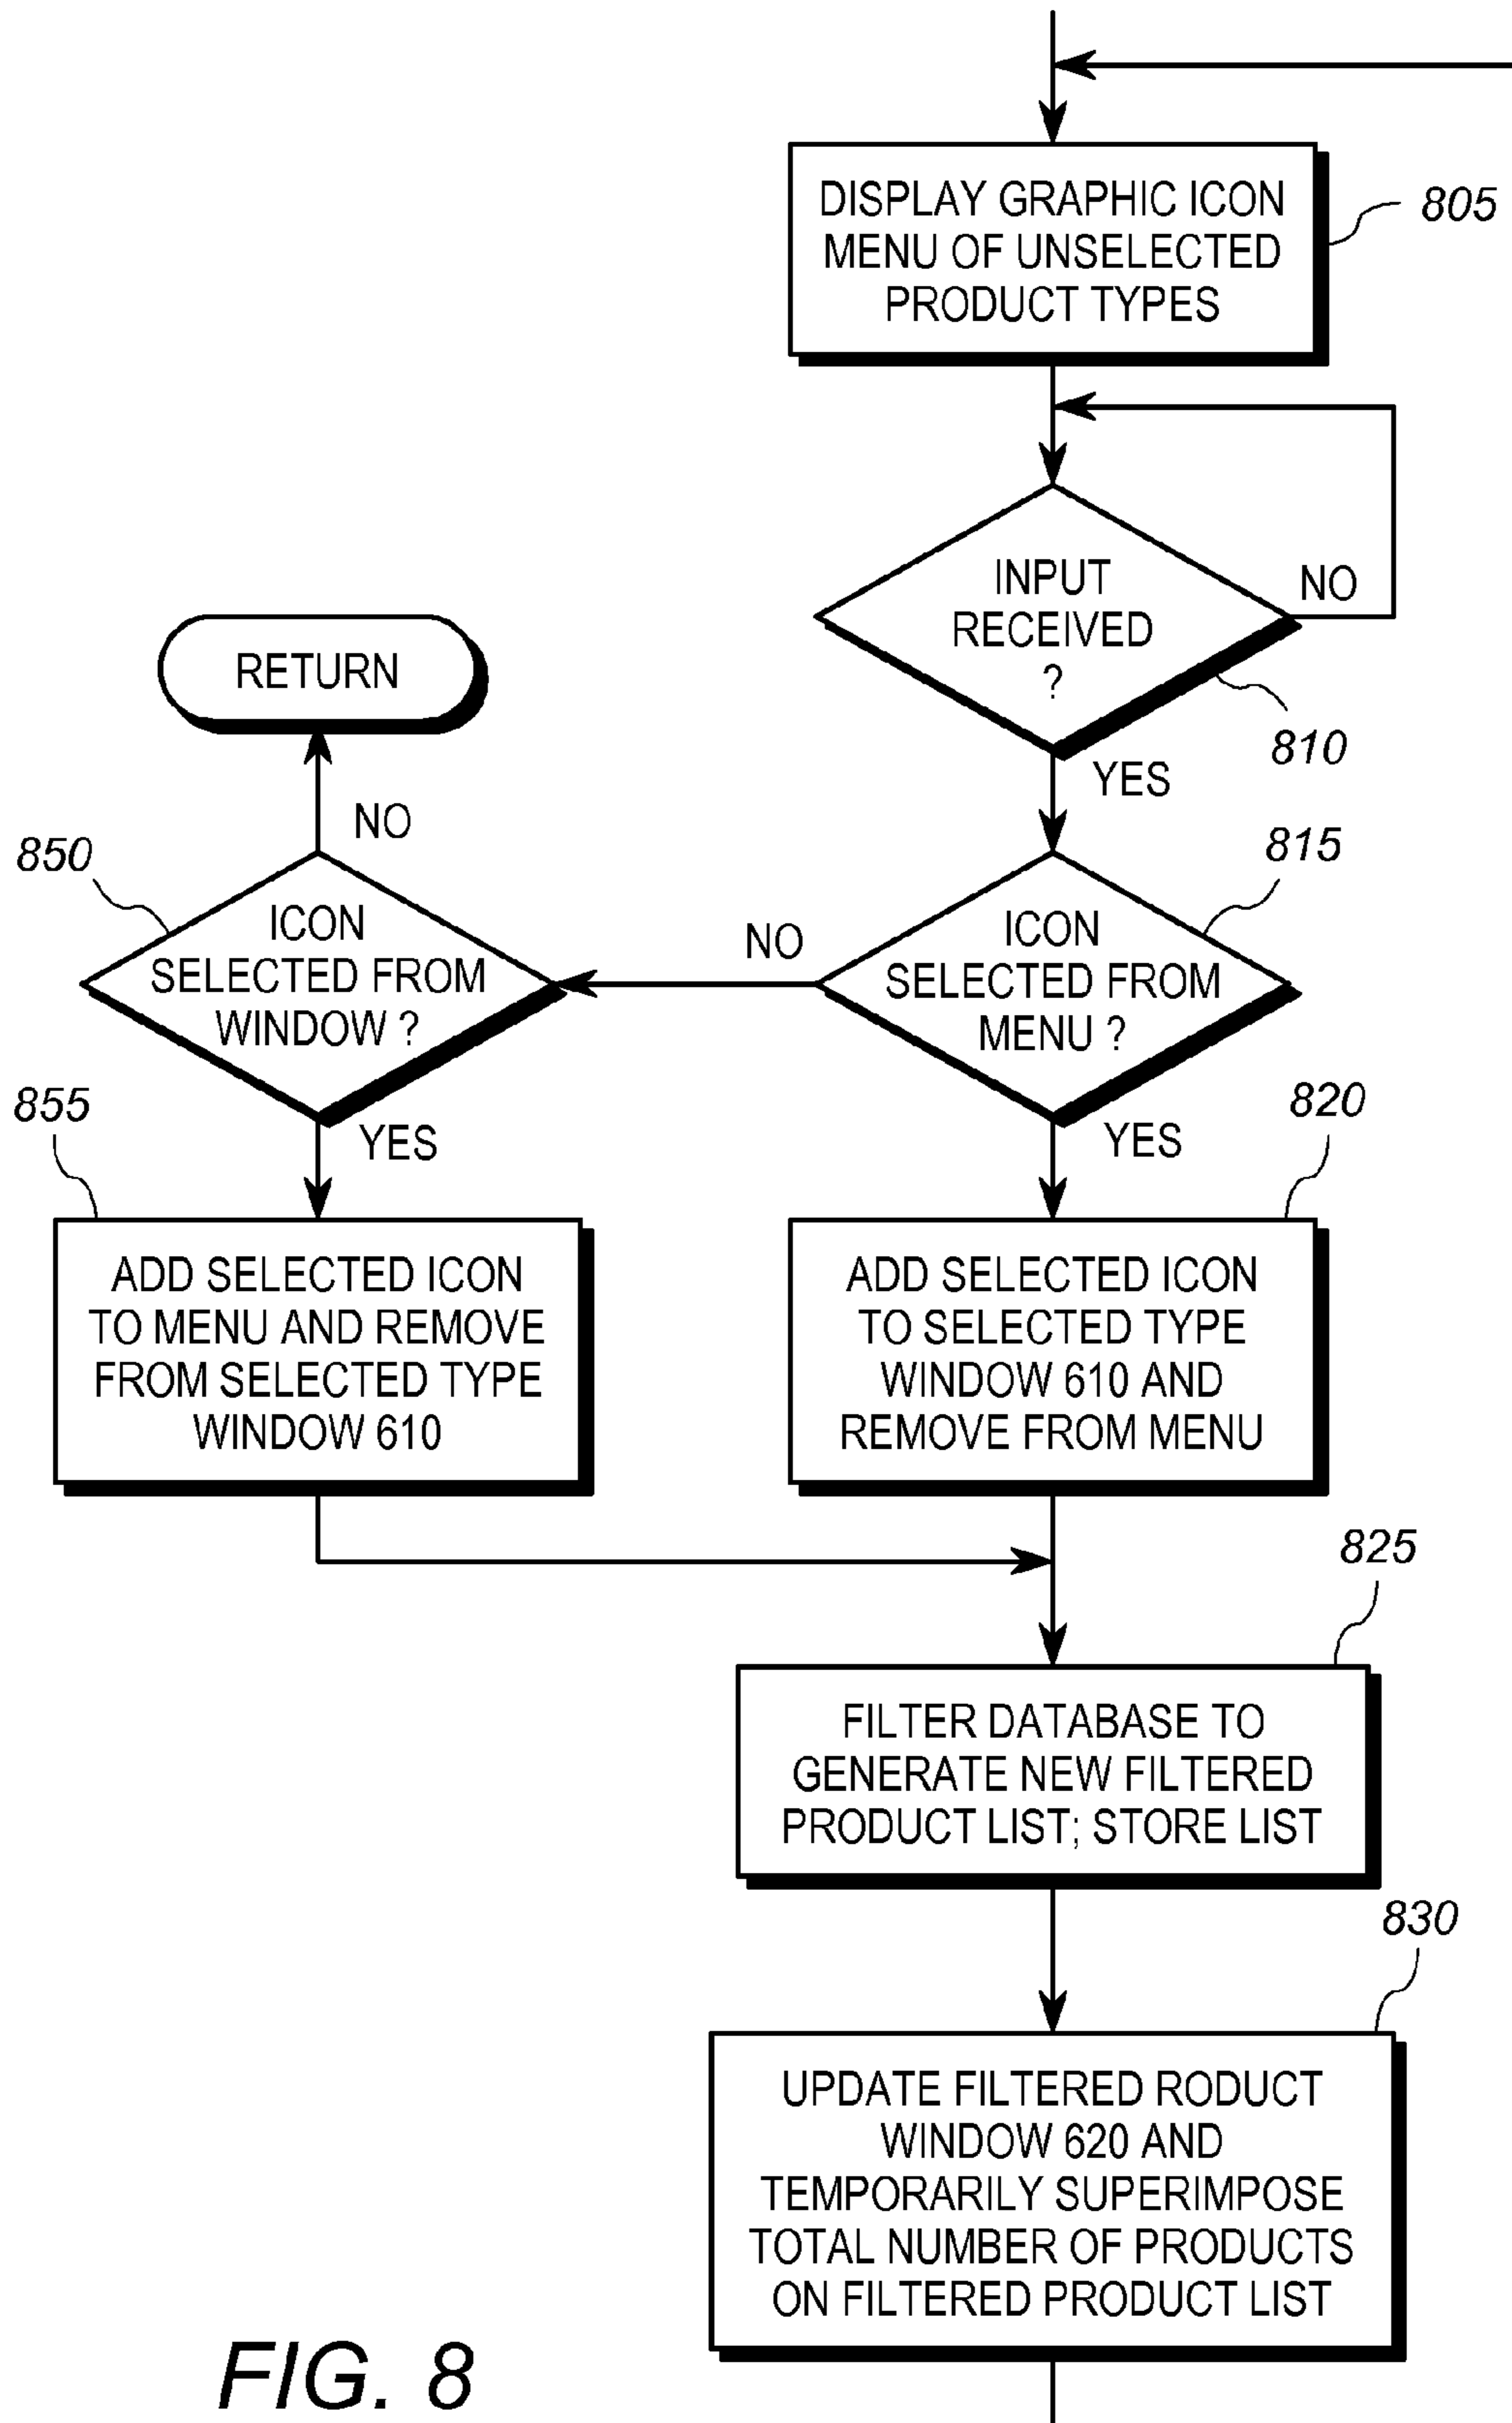 DISPLAY GRAPHIC ICON
MENU OF UNSELECTED
PRODUCT TYPES
805
INPUT
RECEIVED
?
NO
810
YES
RETURN
NO
850
ICON
SELECTED FROM
WINDOW ?
NO
815
ICON
SELECTED FROM
MENU ?
855
YES
820
YES
ADD SELECTED ICON
TO MENU AND REMOVE
FROM SELECTED TYPE
WINDOW 610
ADD SELECTED ICON
TO SELECTED TYPE
WINDOW 610 AND
REMOVE FROM MENU
825
FILTER DATABASE TO
GENERATE NEW FILTERED
PRODUCT LIST; STORE LIST
830
UPDATE FILTERED RODUCT
WINDOW 620 AND
TEMPORARILY SUPERIMPOSE
TOTAL NUMBER OF PRODUCTS
ON FILTERED PRODUCT LIST
FIG. 8